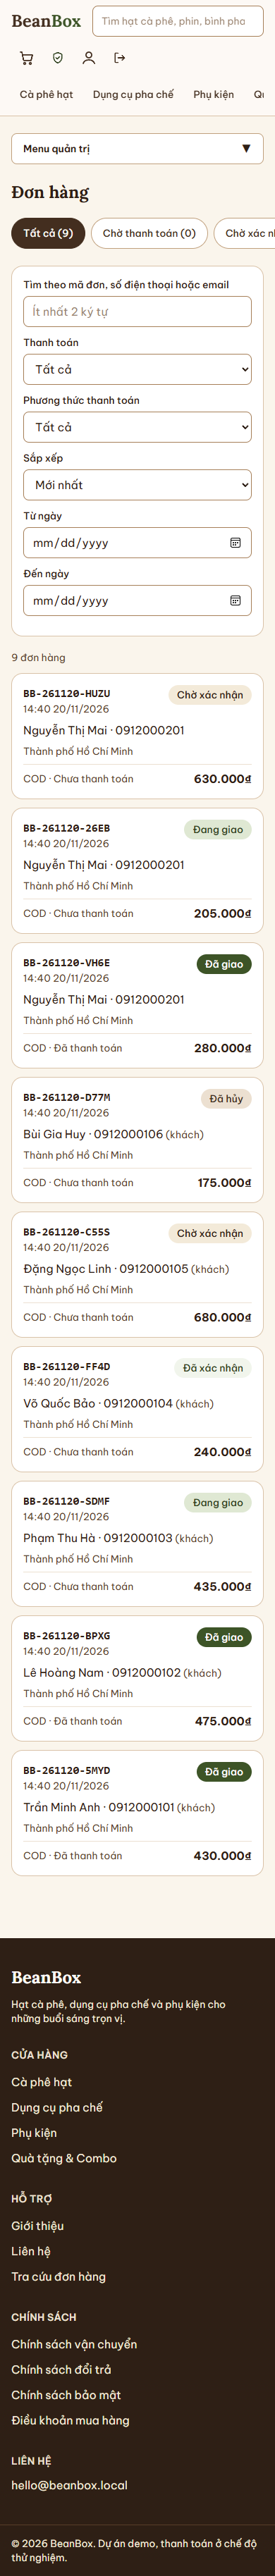 BeanBox
Tìm hạt cà phê, phin, bình pha
Cà phê hạt
Dụng cụ pha chế
Phụ kiện
Menu quản trị
Đơn hàng
Tất cả (9)
Chờ thanh toán (0)
Tìm theo mã đơn, số điện thoại hoặc email
Ít nhất 2 ký tự
Thanh toán
Tất cả
Phương thức thanh toán
Tất cả
Sắp xếp
Mới nhất
Từ ngày
mm/dd/yyyy
Đến ngày
mm/dd/yyyy
9 đơn hàng
BB-261120-HUZU
Chờ xác nhận
14:40 20/11/2026
Nguyễn Thị Mai · 0912000201
Thành phố Hồ Chí Minh
COD · Chưa thanh toán
630.000₫
BB-261120-26EB
Đang giao
14:40 20/11/2026
Nguyễn Thị Mai · 0912000201
Thành phố Hồ Chí Minh
COD · Chưa thanh toán
205.000₫
BB-261120-VH6E
Đã giao
14:40 20/11/2026
Nguyễn Thị Mai · 0912000201
Thành phố Hồ Chí Minh
COD · Đã thanh toán
280.000₫
BB-261120-D77M
Đã hủy
14:40 20/11/2026
Bùi Gia Huy · 0912000106 (khách)
Thành phố Hồ Chí Minh
COD · Chưa thanh toán
175.000₫
BB-261120-C55S
Chờ xác nhận
14:40 20/11/2026
Đặng Ngọc Linh · 0912000105 (khách)
Thành phố Hồ Chí Minh
COD · Chưa thanh toán
680.000₫
BB-261120-FF4D
Đã xác nhận
14:40 20/11/2026
Võ Quốc Bảo · 0912000104 (khách)
Thành phố Hồ Chí Minh
COD · Chưa thanh toán
240.000₫
BB-261120-SDMF
Đang giao
14:40 20/11/2026
Phạm Thu Hà · 0912000103 (khách)
Thành phố Hồ Chí Minh
COD · Chưa thanh toán
435.000₫
BB-261120-BPXG
Đã giao
14:40 20/11/2026
Lê Hoàng Nam · 0912000102 (khách)
Thành phố Hồ Chí Minh
COD · Đã thanh toán
475.000₫
BB-261120-5MYD
Đã giao
14:40 20/11/2026
Trần Minh Anh · 0912000101 (khách)
Thành phố Hồ Chí Minh
COD · Đã thanh toán
430.000₫
BeanBox
Hạt cà phê, dụng cụ pha chế và phụ kiện cho
những buổi sáng trọn vị.
CỬA HÀNG
Cà phê hạt
Dụng cụ pha chế
Phụ kiện
Quà tặng & Combo
HỖ TRỢ
Giới thiệu
Liên hệ
Tra cứu đơn hàng
CHÍNH SÁCH
Chính sách vận chuyển
Chính sách đổi trả
Chính sách bảo mật
Điều khoản mua hàng
LIÊN HỆ
hello@beanbox.local
© 2026 BeanBox. Dự án demo, thanh toán ở chế độ
thử nghiệm.